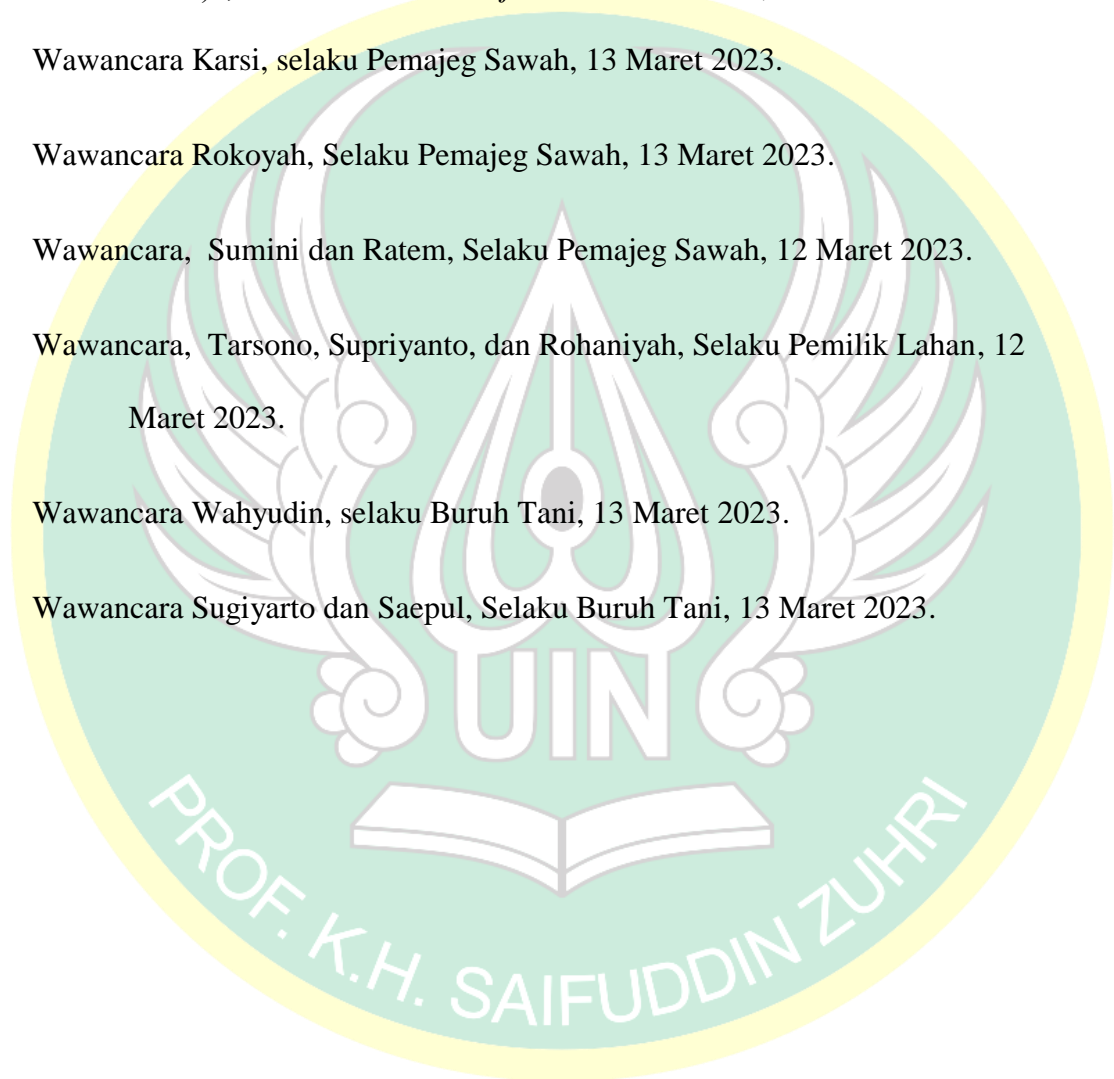 Wawancara Karsi, selaku Pemajeg Sawah, 13 Maret 2023.
Wawancara Rokoyah, Selaku Pemajeg Sawah, 13 Maret 2023.
Wawancara, Sumini dan Ratem, Selaku Pemajeg Sawah, 12 Maret 2023.
Wawancara, Tarsono, Supriyanto, dan Rohaniyah, Selaku Pemilik Lahan, 12
Maret 2023.
Wawancara Wahyudin, selaku Buruh Tani, 13 Maret 2023.
Wawancara Sugiyarto dan Saepul, Selaku Buruh Tani, 13 Maret 2023.
UIN
PROF. K.H. SAIFUDDIN ZUHRI